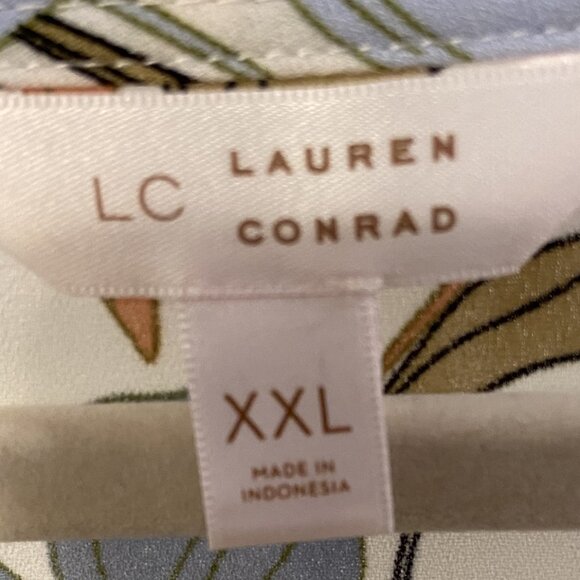 LC LAUREN
CONRAD
XXL
MADE IN
INDONESIA